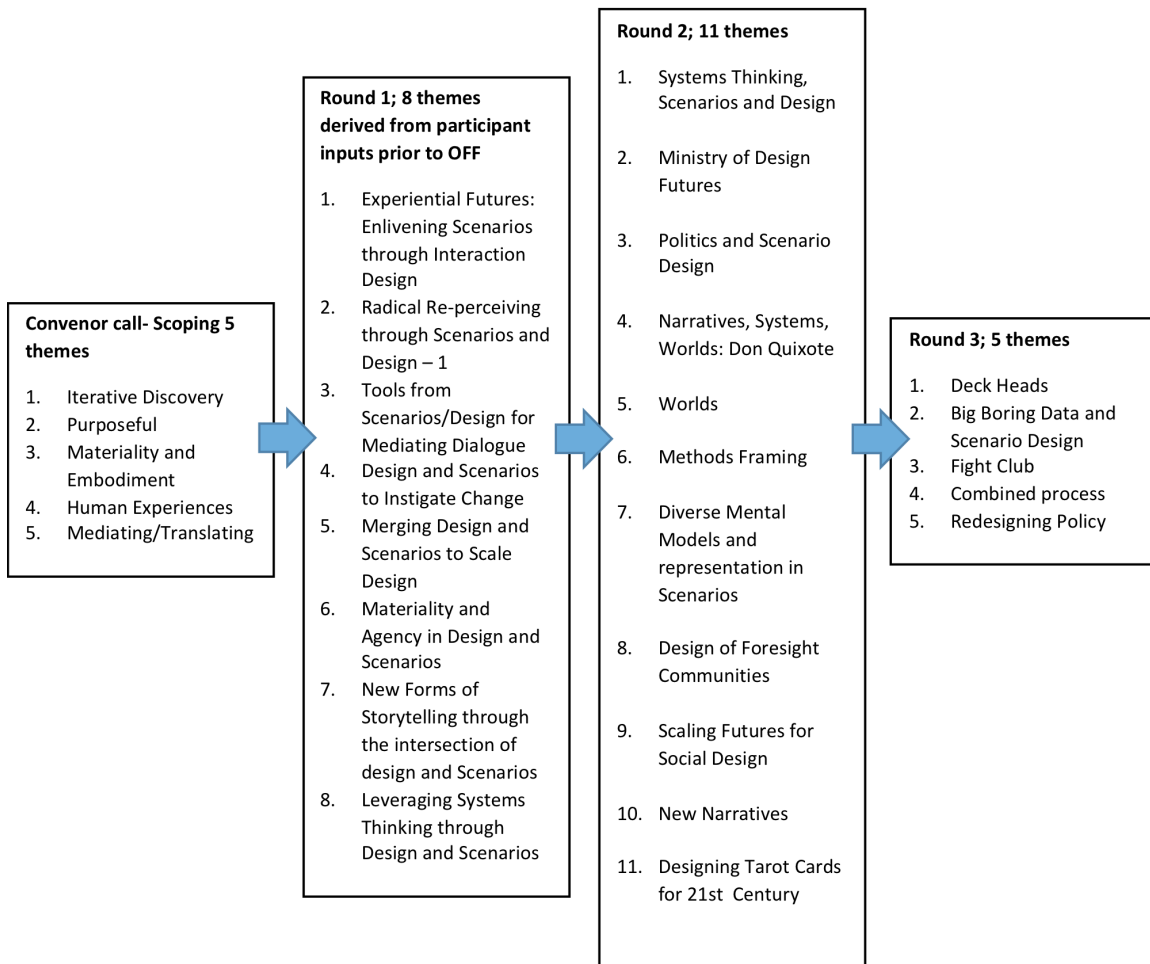 Convenor call- Scoping 5
themes
1. Iterative Discovery
2. Purposeful
3. Materiality and
Embodiment
4. Human Experiences
5. Mediating/Translating
Round 1; 8 themes
derived from participant
inputs prior to OFF
1. Experiential Futures:
Enlivening Scenarios
through Interaction
Design
2. Radical Re-perceiving
through Scenarios and
Design – 1
3. Tools from
Scenarios/Design for
Mediating Dialogue
4. Design and Scenarios
to Instigate Change
5. Merging Design and
Scenarios to Scale
Design
6. Materiality and
Agency in Design and
Scenarios
7. New Forms of
Storytelling through
the intersection of
design and Scenarios
8. Leveraging Systems
Thinking through
Design and Scenarios
Round 2; 11 themes
1. Systems Thinking,
Scenarios and Design
2. Ministry of Design
Futures
3. Politics and Scenario
Design
4. Narratives, Systems,
Worlds: Don Quixote
5. Worlds
6. Methods Framing
7. Diverse Mental
Models and
representation in
Scenarios
8. Design of Foresight
Communities
9. Scaling Futures for
Social Design
10. New Narratives
11. Designing Tarot Cards
for 21st Century
Round 3; 5 themes
1. Deck Heads
2. Big Boring Data and
Scenario Design
3. Fight Club
4. Combined process
5. Redesigning Policy